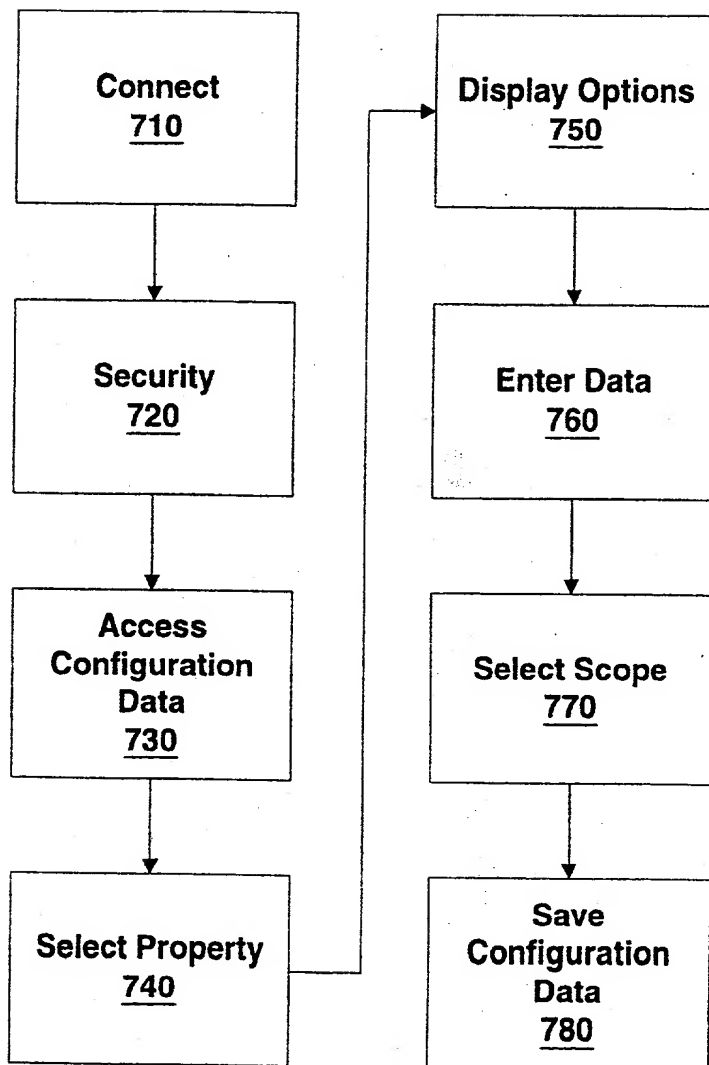 Connect
710
Security
720
Access
Configuration
Data
730
Select Property
740
Display Options
750
Enter Data
760
Select Scope
770
Save
Configuration
Data
780